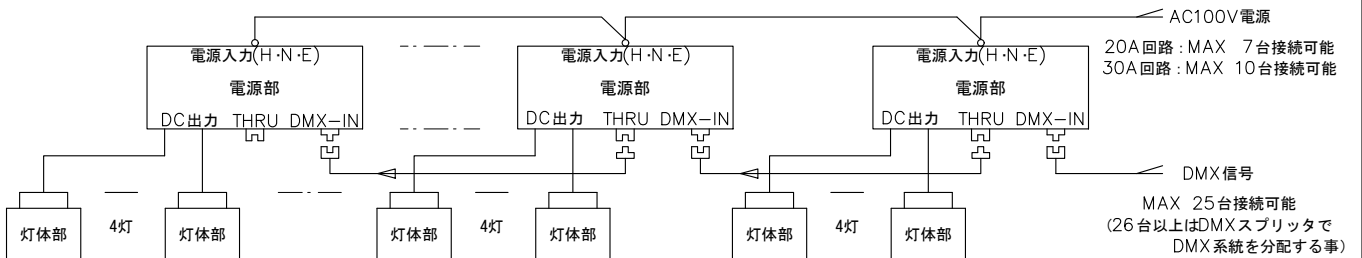 AC100V電源
20A回路:MAX 7台接続可能
30A回路:MAX 10台接続可能
電源入力(H・N・E)
電源部
DC出力 THRU DMX-IN
電源入力(H・N・E)
電源部
DC出力 THRU DMX-IN
電源入力(H・N・E)
電源部
DC出力 THRU DMX-IN
DMX信号
MAX 25台接続可能
(26台以上はDMXスプリッタで
DMX系統を分配する事)
灯体部 4灯 灯体部
灯体部 4灯 灯体部
灯体部 4灯 灯体部